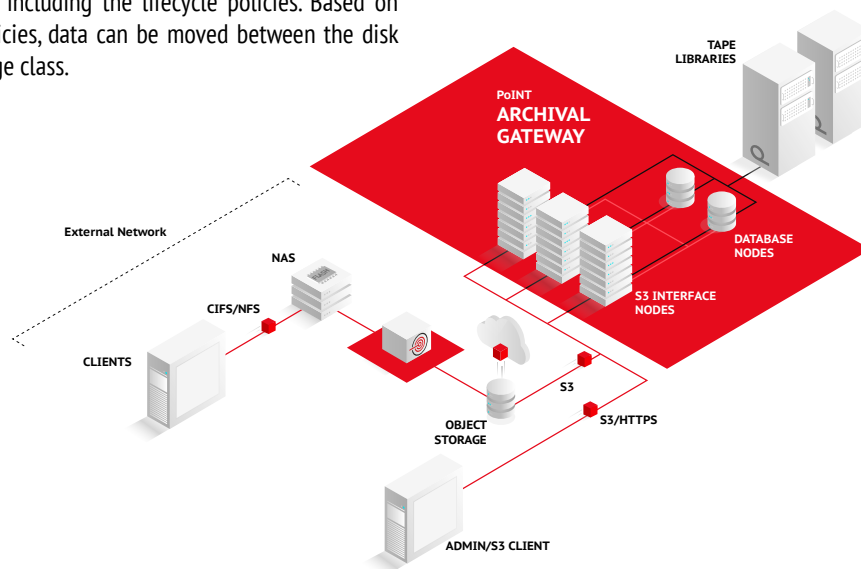 including the lifecycle policies. Based on
icies, data can be moved between the disk
ge class.
TAPE
LIBRARIES
PoINT
ARCHIVAL
GATEWAY
External Network
NAS
DATABASE
NODES
CIFS/NFS
S3 INTERFACE
NODES
CLIENTS
S3
OBJECT
STORAGE
S3/HTTPS
ADMIN/S3 CLIENT